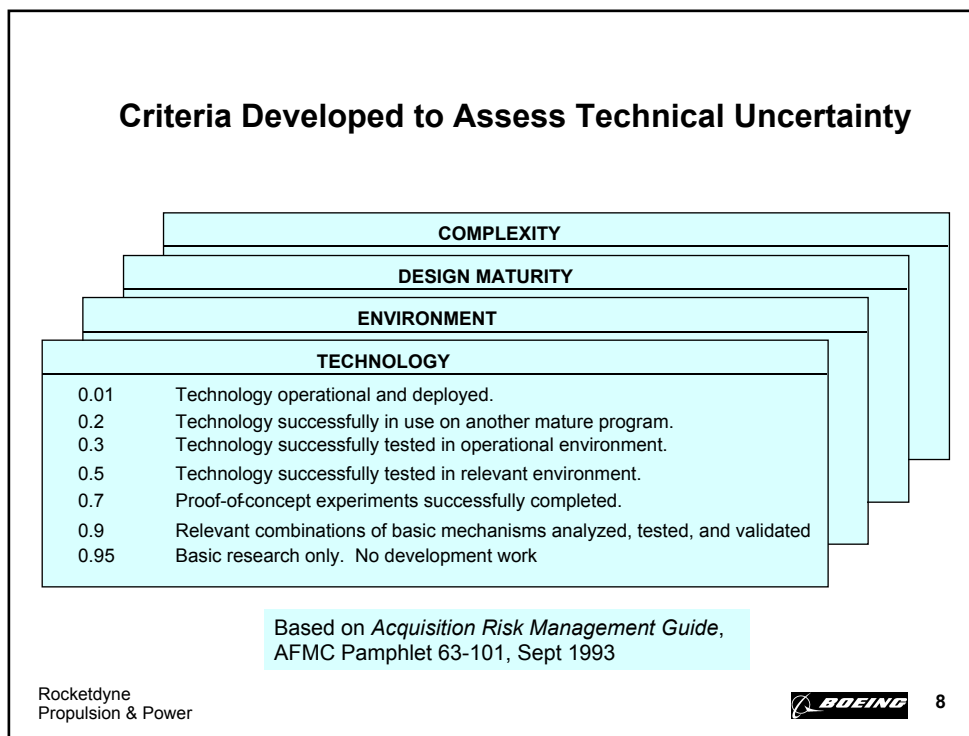 Criteria Developed to Assess Technical Uncertainty
COMPLEXITY
DESIGN MATURITY
ENVIRONMENT
TECHNOLOGY
0.01 Technology operational and deployed.
0.2 Technology successfully in use on another mature program.
0.3 Technology successfully tested in operational environment.
0.5 Technology successfully tested in relevant environment.
0.7 Proof-of-concept experiments successfully completed.
0.9 Relevant combinations of basic mechanisms analyzed, tested, and validated
0.95 Basic research only.  No development work
Based on Acquisition Risk Management Guide,
AFMC Pamphlet 63-101, Sept 1993
Rocketdyne
Propulsion & Power
BOEING 8